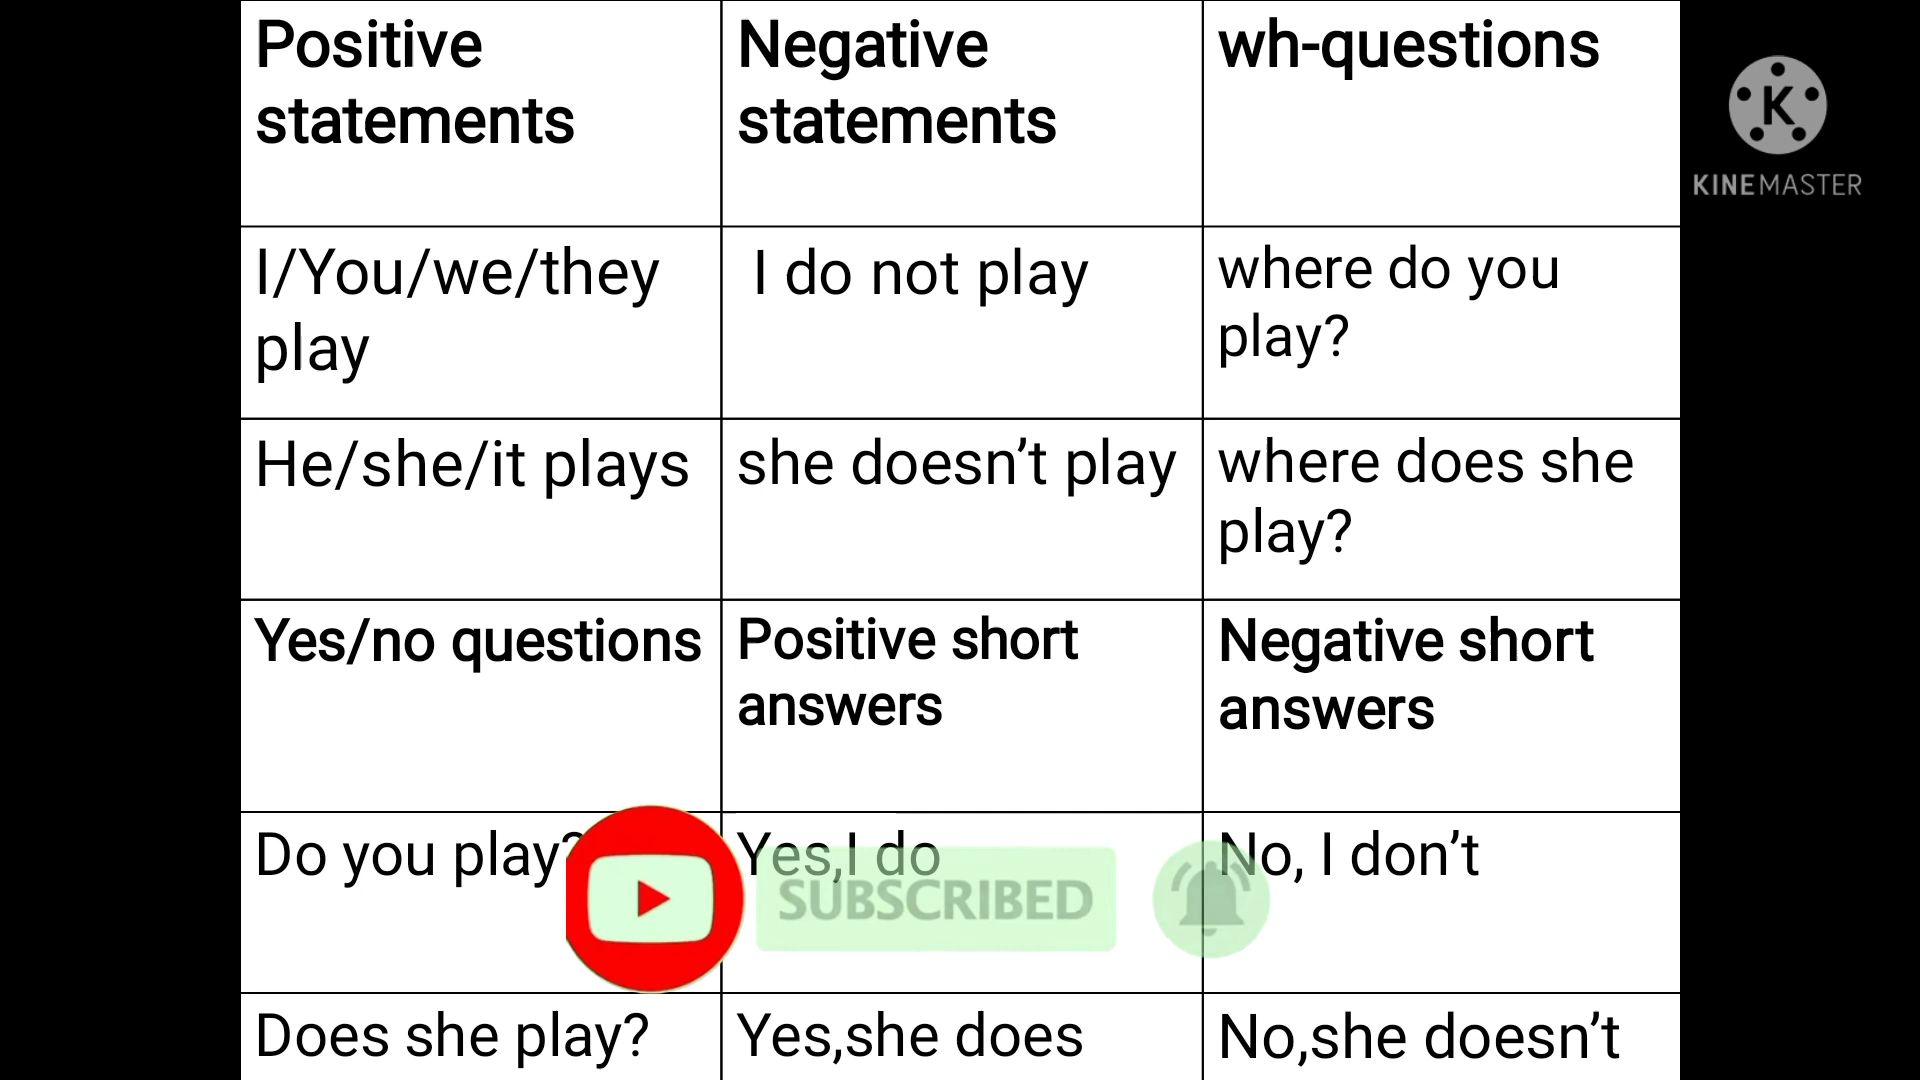 Positive
statements
Negative
statements
wh-questions
K
KINEMASTER
I/You/we/they
play
I do not play
where do you
play?
He/she/it plays
she doesn’t play
where does she
play?
Yes/no questions
Positive short
answers
Negative short
answers
Do you play?
Yes,I do
No, I don’t
SUBSCRIBED
Does she play?
Yes,she does
No,she doesn’t